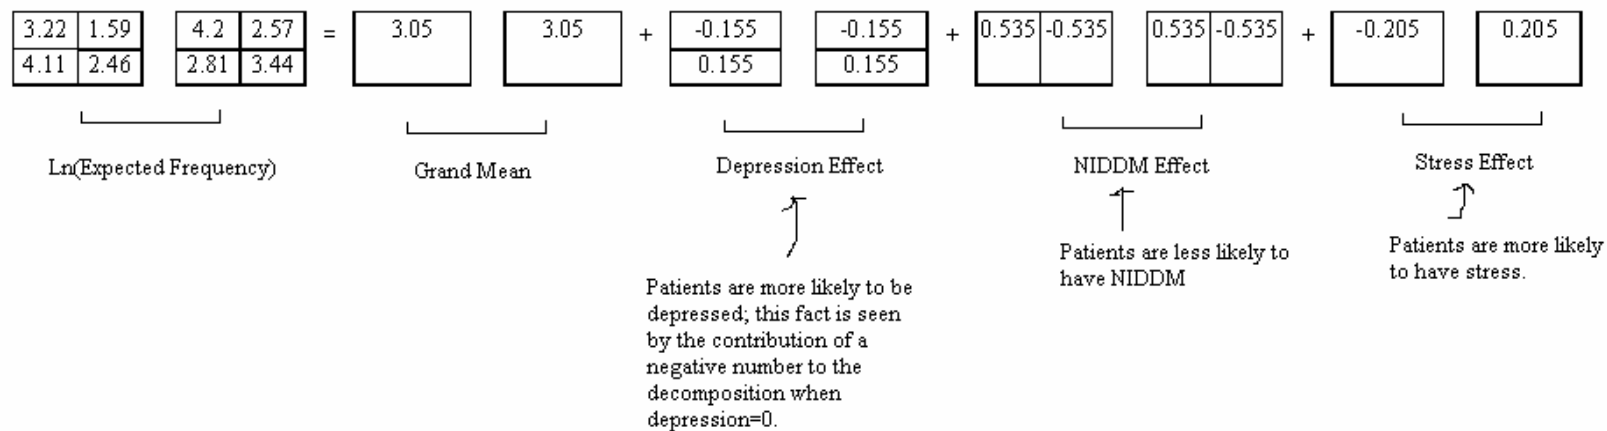 3.22 1.59 4.2 2.57 = 3.05 3.05 + -0.155 -0.155 + 0.535 -0.535 0.535 -0.535 + -0.205 0.205
4.11 2.46 2.81 3.44 0.155 0.155
Ln(Expected Frequency)
Grand Mean
Depression Effect
NIDDM Effect
Stress Effect
Patients are more likely to be
depressed; this fact is seen
by the contribution of a
negative number to the
decomposition when
depression=0.
Patients are less likely to
have NIDDM
Patients are more likely
to have stress.